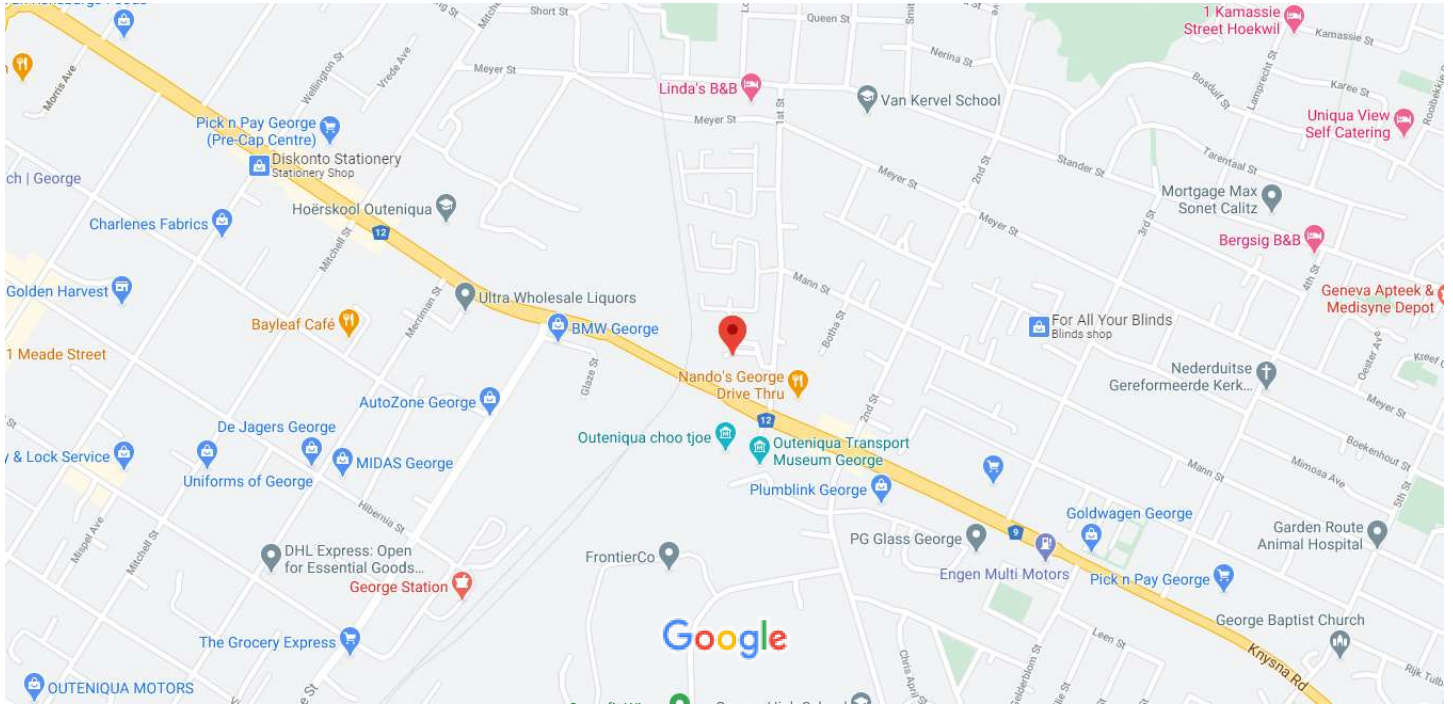 Short St
Queen St
1 Kamassie
Street Hoekwil
Kamassie St
Mitchell St
Morris Ave
Wellington St
Vrede Ave
Meyer St
Nerina St
Linda's B&B
Van Kervel School
Bosduif St
Lamprecht St
Karee St
Pick n Pay George
(Pre-Cap Centre)
Meyer St
1st St
Uniqua View
Self Catering
Diskonto Stationery
Stationery Shop
Stander St
Tarentaal St
ch | George
Meyer St
2nd St
Mortgage Max
Sonet Calitz
Hoërskool Outeniqua
Charlenes Fabrics
12
Meyer St
3rd St
Bergsig B&B
Mitchell St
Mann St
4th St
Golden Harvest
Merriman St
Ultra Wholesale Liquors
Geneva Apteek &
Medisyne Depot
Bayleaf Café
BMW George
Botha St
For All Your Blinds
Blinds shop
Oester Ave
1 Meade Street
Glaze St
Nando's George
Drive Thru
Nederduitse
Gereformeerde Kerk...
Kreef
AutoZone George
2nd St
Meyer St
De Jagers George
12
Outeniqua choo tjoe
Outeniqua Transport
Museum George
Boekenhout St
y & Lock Service
MIDAS George
Mann St
Mimosa Ave
Uniforms of George
Plumblink George
5th St
Hibernia St
Goldwagen George
Mispel Ave
Mitchell St
9
PG Glass George
Garden Route
Animal Hospital
DHL Express: Open
for Essential Goods...
FrontierCo
Engen Multi Motors
Pick n Pay George
George Station
Google
George Baptist Church
The Grocery Express
Leen St
Knysna Rd
Chris April
Gelderblom St
Rijk Tulb
OUTENIQUA MOTORS